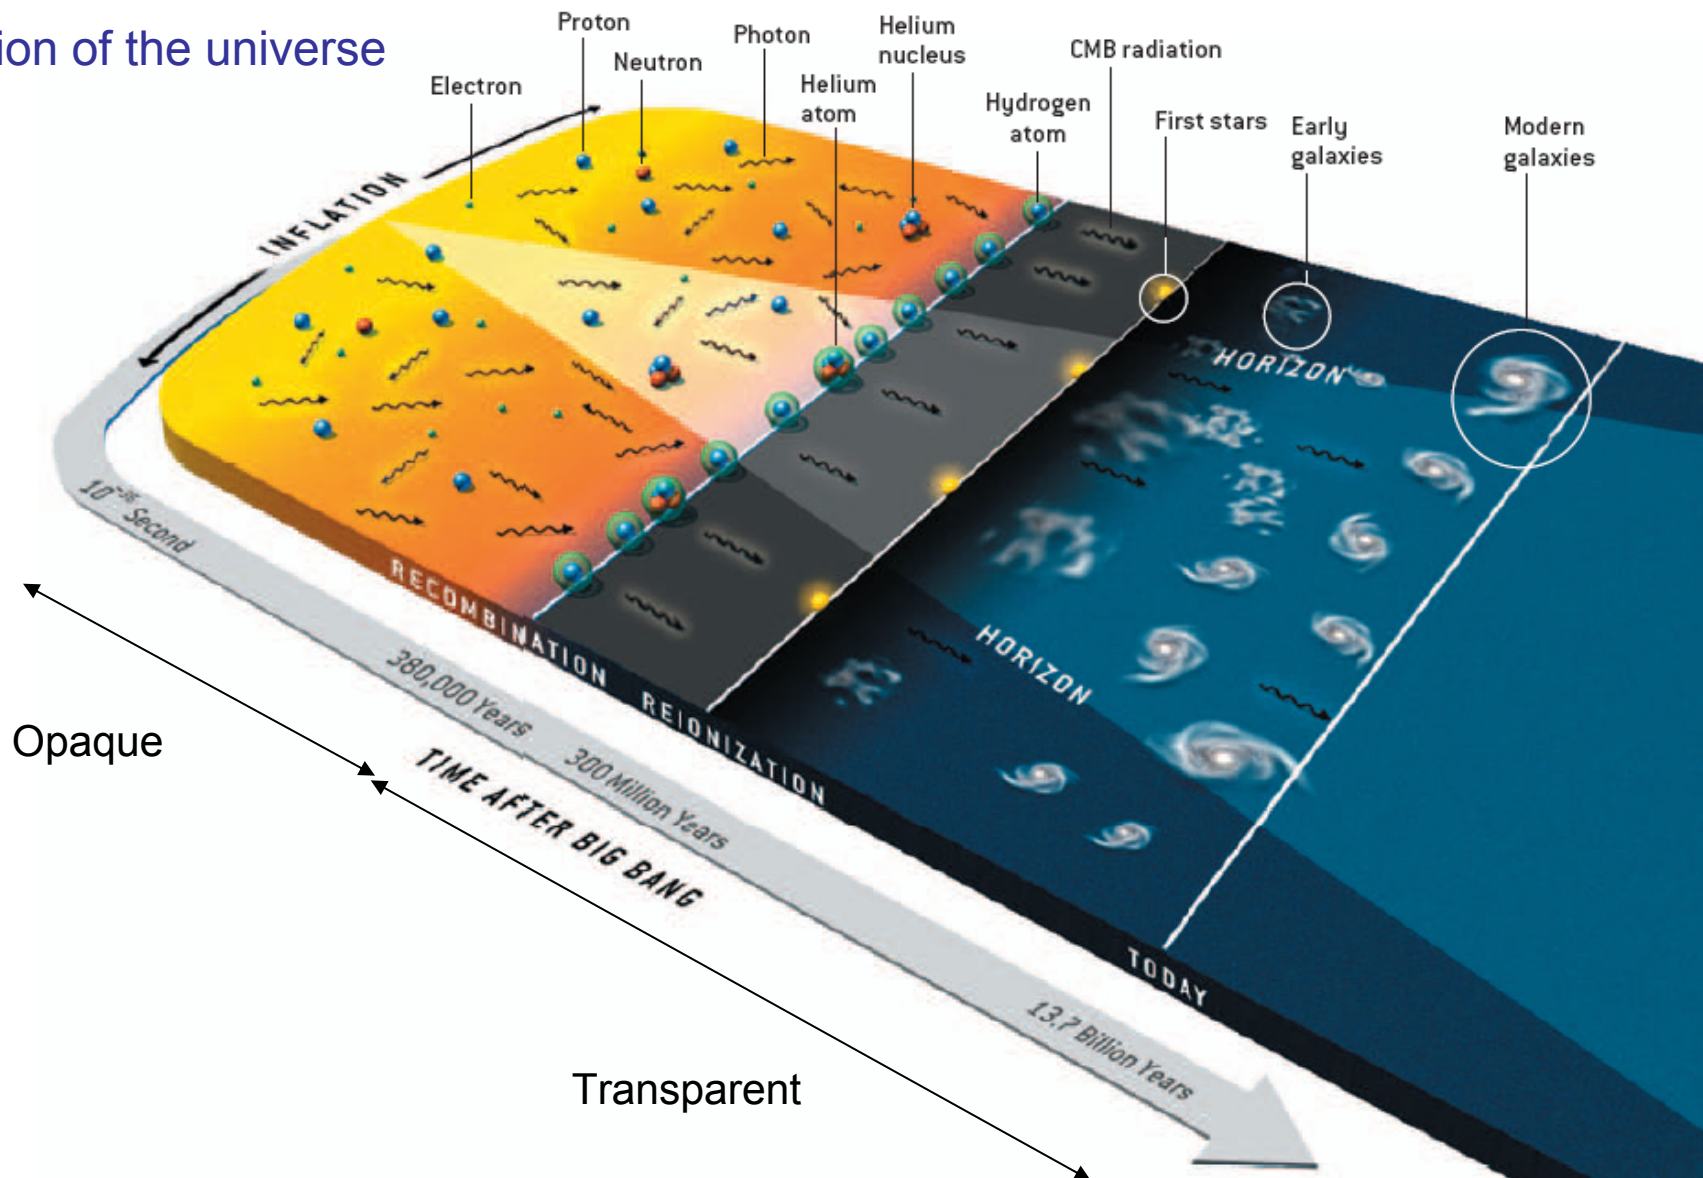 ion of the universe
Proton
Electron
Neutron
Photon
Helium
atom
Helium
nucleus
Hydrogen
atom
CMB radiation
First stars
Early
galaxies
Modern
galaxies
INFLATION
HORIZON
HORIZON
10⁻³⁶
Second
RECOMBINATION
380,000 Years
REIONIZATION
300 Million Years
TIME AFTER BIG BANG
TODAY
13.7 Billion Years
Opaque
Transparent